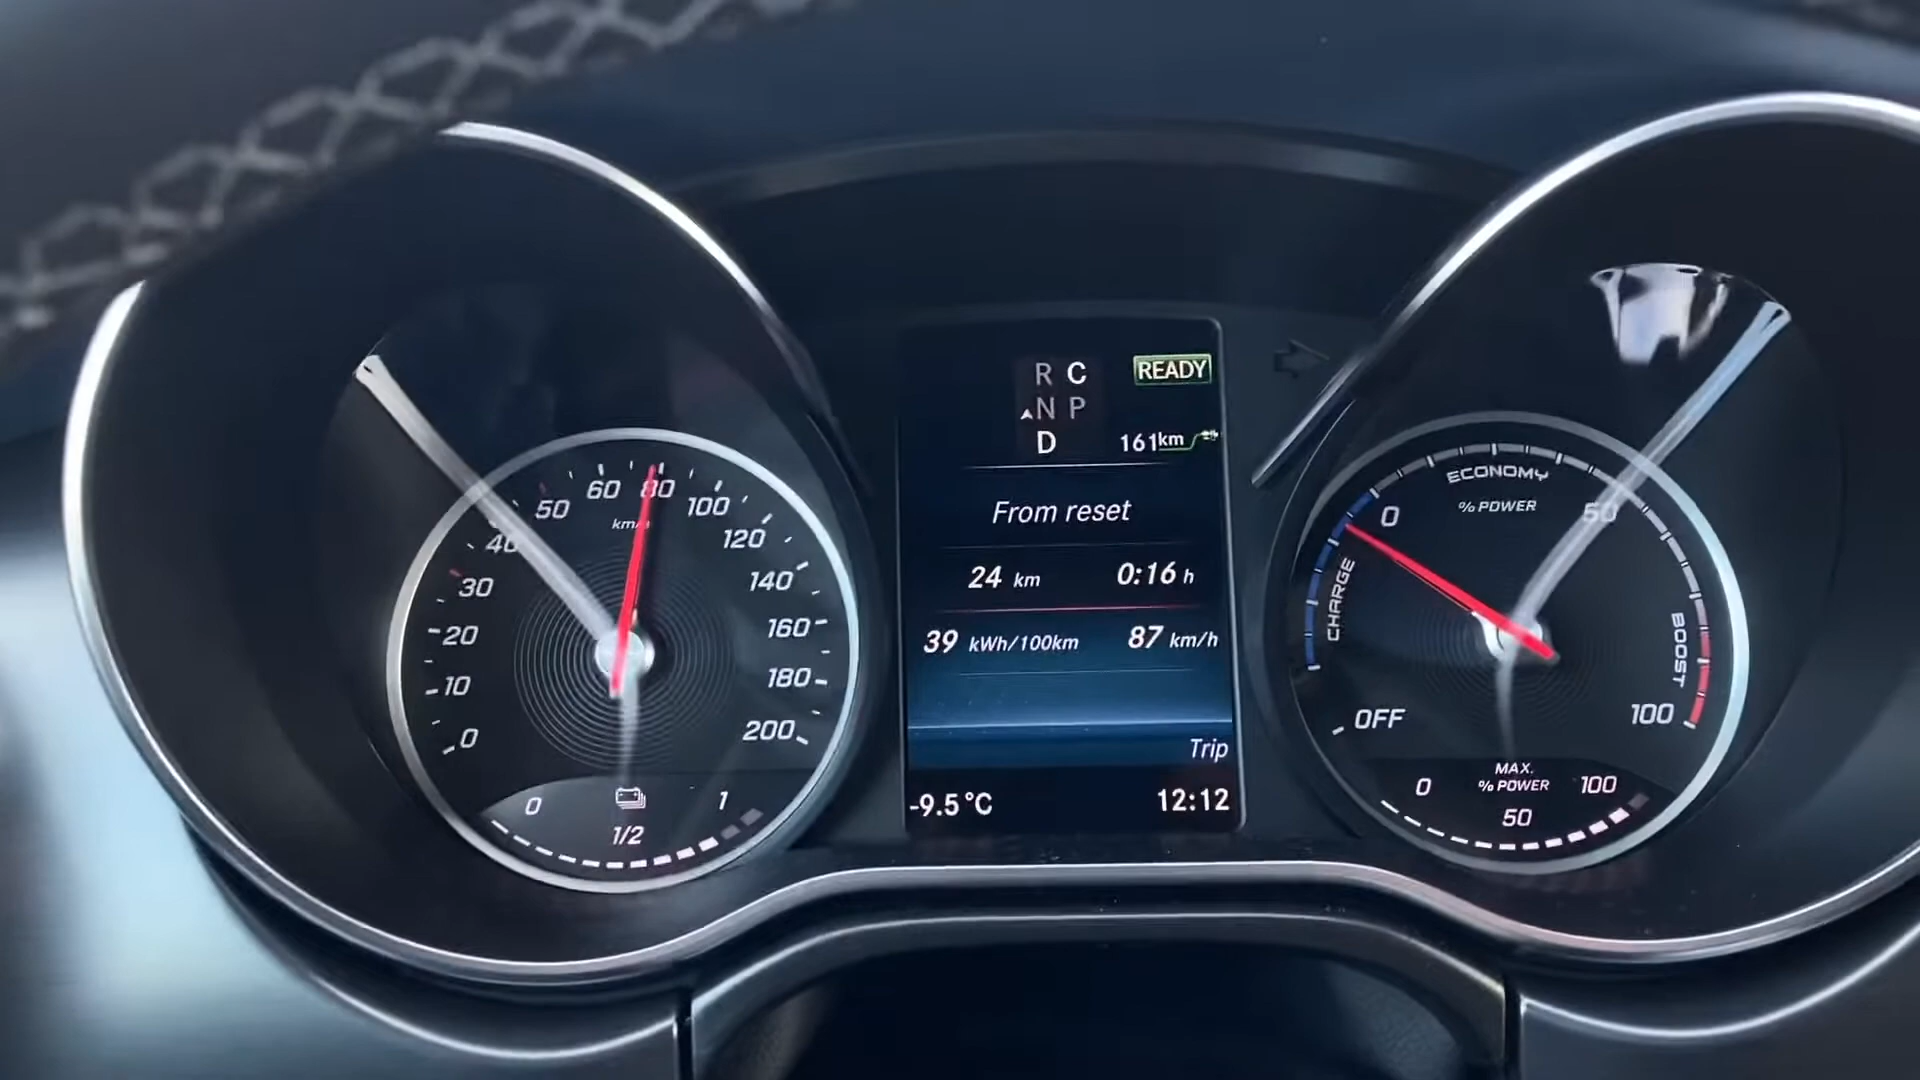 0
10
20
30
40
50
60
80
100
120
140
160
180
200
km/h
0
1/2
1
R C
N P
D
READY
161km
From reset
24 km 0:16 h
39 kWh/100km 87 km/h
Trip
-9.5°C 12:12
ECONOMY
% POWER
0
50
100
CHARGE
BOOST
OFF
MAX.
% POWER
0
50
100